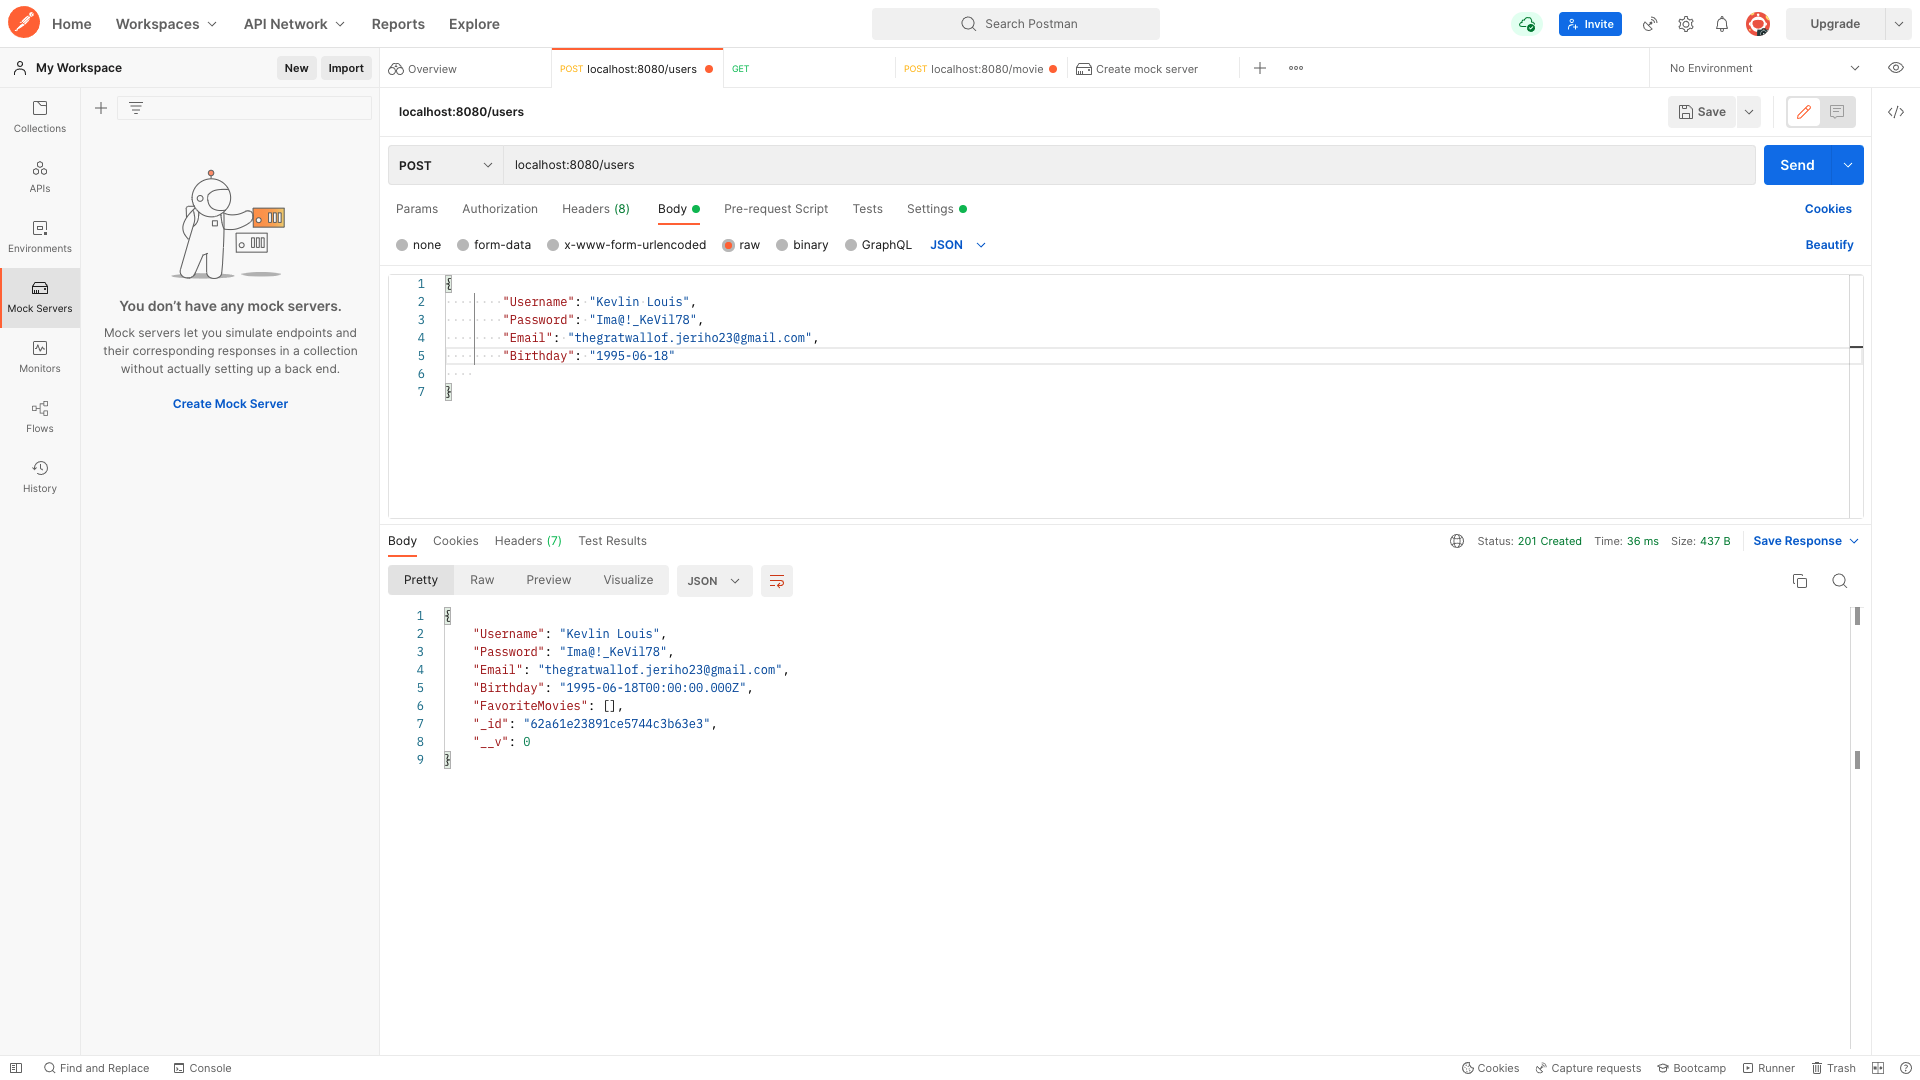 Home Workspaces API Network Reports Explore Search Postman Invite Upgrade
My Workspace New Import Overview POST localhost:8080/users GET POST localhost:8080/movie Create mock server No Environment
Collections
APIs
Environments
Mock Servers
Monitors
Flows
History
You don’t have any mock servers.
Mock servers let you simulate endpoints and
their corresponding responses in a collection
without actually setting up a back end.
Create Mock Server
localhost:8080/users Save
POST localhost:8080/users Send
Params Authorization Headers (8) Body Pre-request Script Tests Settings Cookies
none form-data x-www-form-urlencoded raw binary GraphQL JSON Beautify
1 {
2 "Username": "Kevlin Louis",
3 "Password": "Ima@!_KeVil78",
4 "Email": "thegratwallof.jeriho23@gmail.com",
5 "Birthday": "1995-06-18"
6
7 }
Body Cookies Headers (7) Test Results Status: 201 Created Time: 36 ms Size: 437 B Save Response
Pretty Raw Preview Visualize JSON
1 {
2 "Username": "Kevlin Louis",
3 "Password": "Ima@!_KeVil78",
4 "Email": "thegratwallof.jeriho23@gmail.com",
5 "Birthday": "1995-06-18T00:00:00.000Z",
6 "FavoriteMovies": [],
7 "_id": "62a61e23891ce5744c3b63e3",
8 "__v": 0
9 }
Find and Replace Console Cookies Capture requests Bootcamp Runner Trash